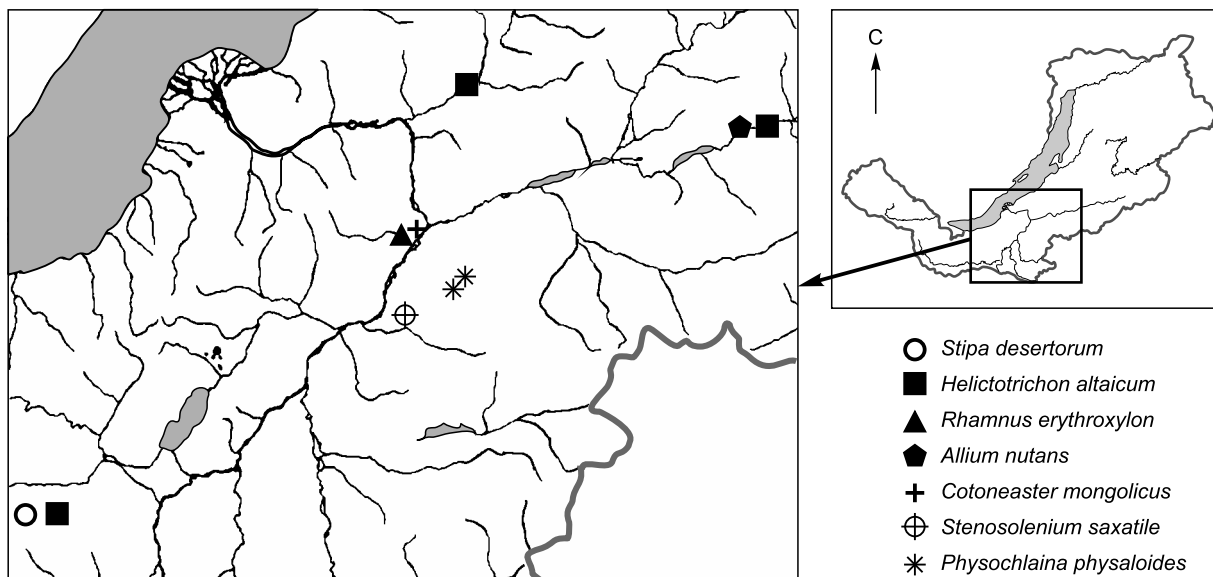 С
Stipa desertorum
Helictotrichon altaicum
Rhamnus erythroxylon
Allium nutans
Cotoneaster mongolicus
Stenosolenium saxatile
Physochlaina physaloides